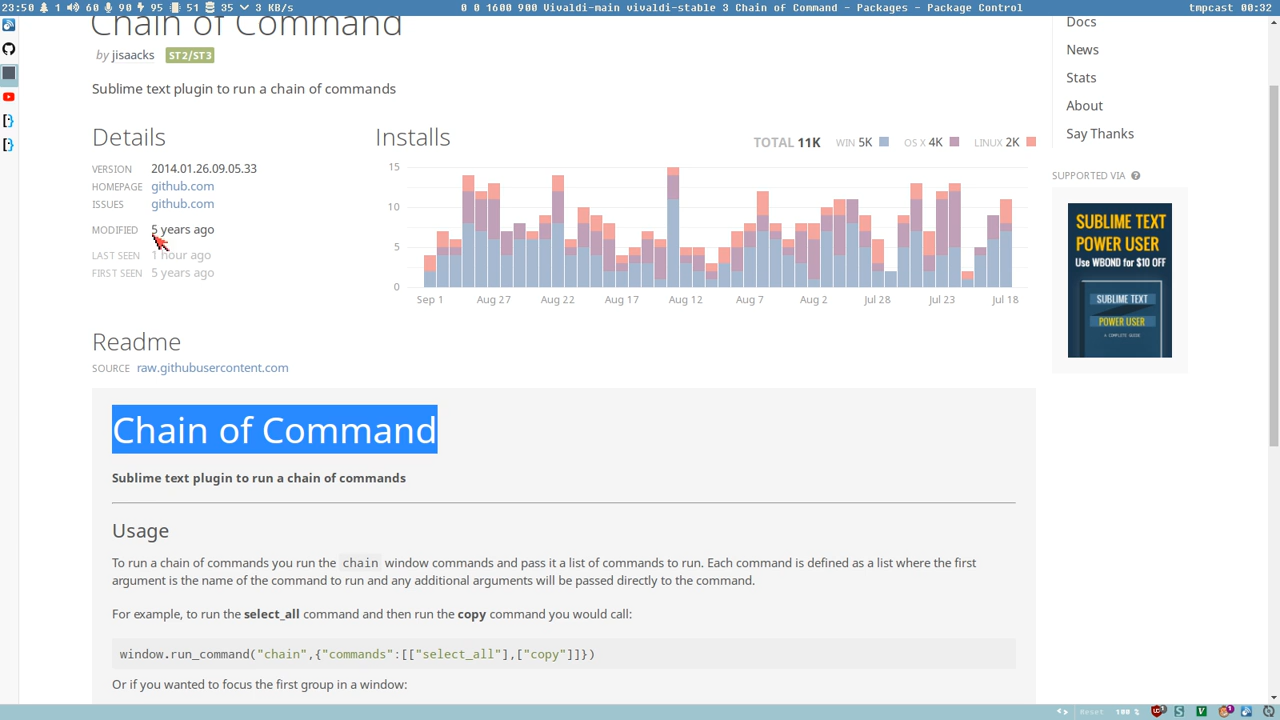 23:50 1 60 90 95 51 35 3 KB/s 0 0 1600 900 Vivaldi-main vivaldi-stable 3 Chain of Command - Packages - Package Control tmpcast 00:32
Chain of Command
by jisaacks ST2/ST3
Sublime text plugin to run a chain of commands
Details
VERSION 2014.01.26.09.05.33
HOMEPAGE github.com
ISSUES github.com
MODIFIED 5 years ago
LAST SEEN 1 hour ago
FIRST SEEN 5 years ago
Installs
TOTAL 11K WIN 5K OS X 4K LINUX 2K
15
10
5
0
Sep 1 Aug 27 Aug 22 Aug 17 Aug 12 Aug 7 Aug 2 Jul 28 Jul 23 Jul 18
Docs
News
Stats
About
Say Thanks
SUPPORTED VIA ?
SUBLIME TEXT
POWER USER
Use WBOND for $10 OFF
SUBLIME TEXT
POWER USER
A COMPLETE GUIDE
Readme
SOURCE raw.githubusercontent.com
Chain of Command
Sublime text plugin to run a chain of commands
Usage
To run a chain of commands you run the chain window commands and pass it a list of commands to run. Each command is defined as a list where the first
argument is the name of the command to run and any additional arguments will be passed directly to the command.
For example, to run the select_all command and then run the copy command you would call:
window.run_command("chain",{"commands":[["select_all"],["copy"]]})
Or if you wanted to focus the first group in a window:
Reset 100 %